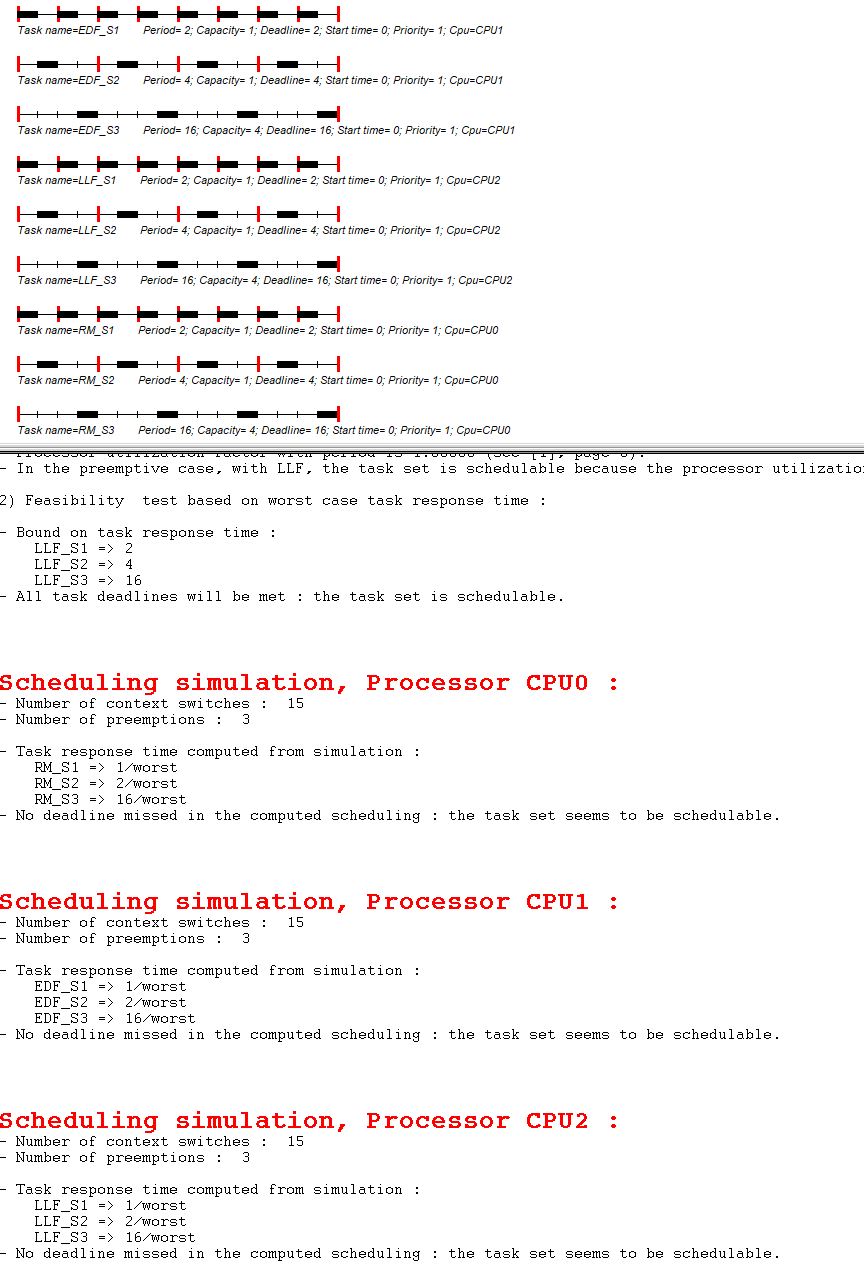 Task name=EDF_S1 Period= 2; Capacity= 1; Deadline= 2; Start time= 0; Priority= 1; Cpu=CPU1
Task name=EDF_S2 Period= 4; Capacity= 1; Deadline= 4; Start time= 0; Priority= 1; Cpu=CPU1
Task name=EDF_S3 Period= 16; Capacity= 4; Deadline= 16; Start time= 0; Priority= 1; Cpu=CPU1
Task name=LLF_S1 Period= 2; Capacity= 1; Deadline= 2; Start time= 0; Priority= 1; Cpu=CPU2
Task name=LLF_S2 Period= 4; Capacity= 1; Deadline= 4; Start time= 0; Priority= 1; Cpu=CPU2
Task name=LLF_S3 Period= 16; Capacity= 4; Deadline= 16; Start time= 0; Priority= 1; Cpu=CPU2
Task name=RM_S1 Period= 2; Capacity= 1; Deadline= 2; Start time= 0; Priority= 1; Cpu=CPU0
Task name=RM_S2 Period= 4; Capacity= 1; Deadline= 4; Start time= 0; Priority= 1; Cpu=CPU0
Task name=RM_S3 Period= 16; Capacity= 4; Deadline= 16; Start time= 0; Priority= 1; Cpu=CPU0
- Processor utilization factor with period is
- In the preemptive case, with LLF, the task set is schedulable because the processor utilizatio
2) Feasibility test based on worst case task response time :
- Bound on task response time :
LLF_S1 => 2
LLF_S2 => 4
LLF_S3 => 16
- All task deadlines will be met : the task set is schedulable.
Scheduling simulation, Processor CPU0 :
- Number of context switches : 15
- Number of preemptions : 3
- Task response time computed from simulation :
RM_S1 => 1/worst
RM_S2 => 2/worst
RM_S3 => 16/worst
- No deadline missed in the computed scheduling : the task set seems to be schedulable.
Scheduling simulation, Processor CPU1 :
- Number of context switches : 15
- Number of preemptions : 3
- Task response time computed from simulation :
EDF_S1 => 1/worst
EDF_S2 => 2/worst
EDF_S3 => 16/worst
- No deadline missed in the computed scheduling : the task set seems to be schedulable.
Scheduling simulation, Processor CPU2 :
- Number of context switches : 15
- Number of preemptions : 3
- Task response time computed from simulation :
LLF_S1 => 1/worst
LLF_S2 => 2/worst
LLF_S3 => 16/worst
- No deadline missed in the computed scheduling : the task set seems to be schedulable.